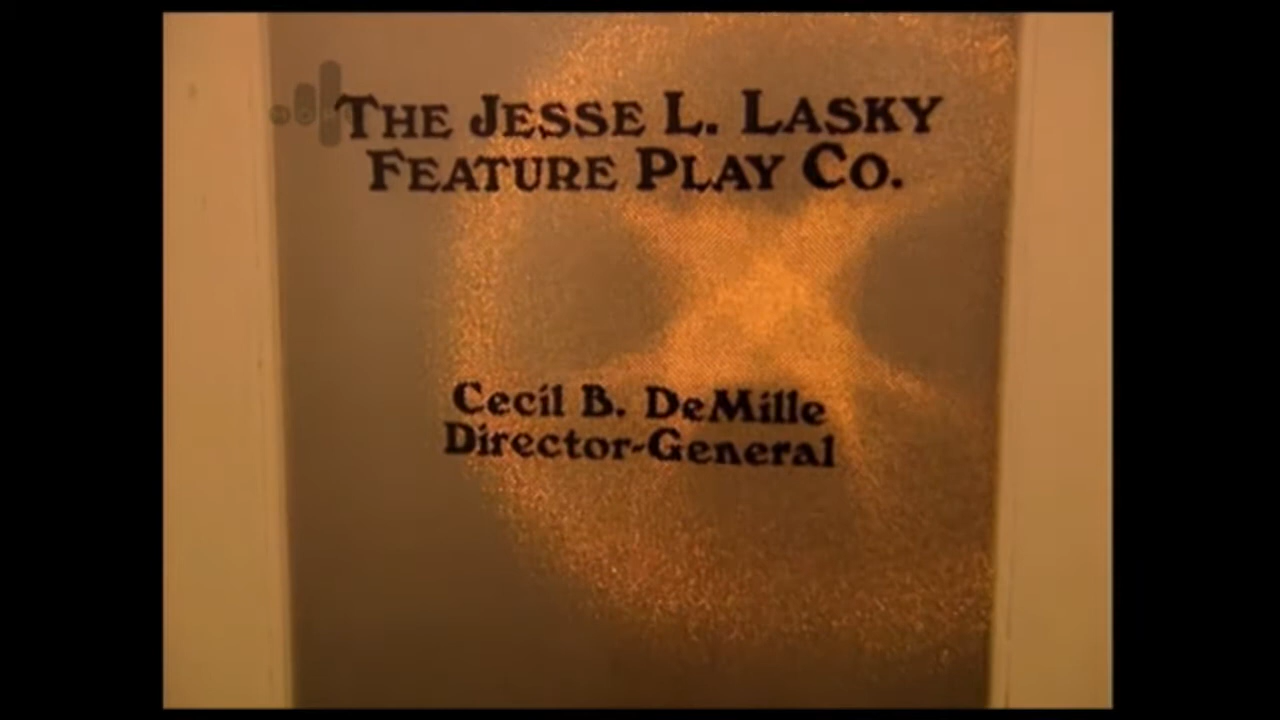 THE JESSE L. LASKY
FEATURE PLAY CO.
Cecil B. DeMille
Director-General